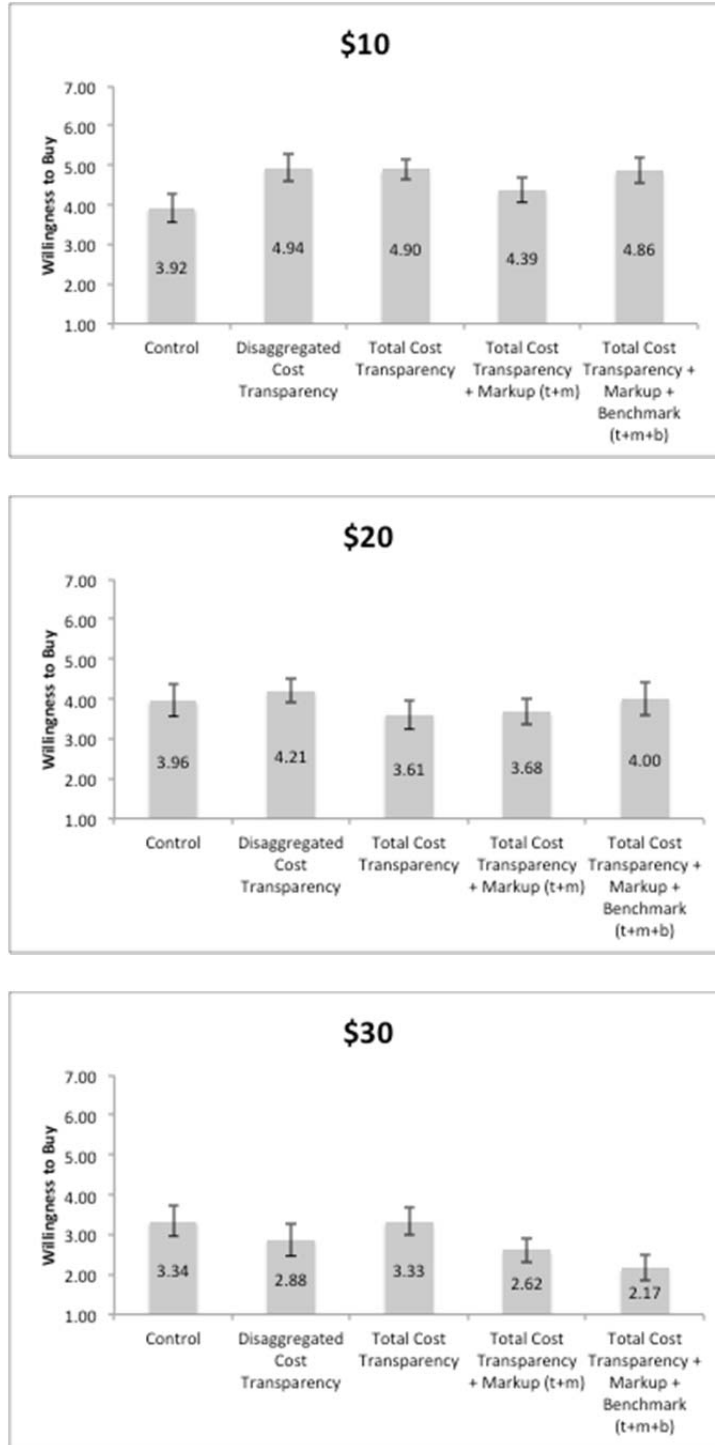 $10
Willingness to Buy
7.00
6.00
5.00
4.00
3.00
2.00
1.00
3.92
4.94
4.90
4.39
4.86
Control
Disaggregated
Cost
Transparency
Total Cost
Transparency
Total Cost
Transparency
+ Markup (t+m)
Total Cost
Transparency +
Markup +
Benchmark
(t+m+b)
$20
Willingness to Buy
7.00
6.00
5.00
4.00
3.00
2.00
1.00
3.96
4.21
3.61
3.68
4.00
Control
Disaggregated
Cost
Transparency
Total Cost
Transparency
Total Cost
Transparency
+ Markup (t+m)
Total Cost
Transparency +
Markup +
Benchmark
(t+m+b)
$30
Willingness to Buy
7.00
6.00
5.00
4.00
3.00
2.00
1.00
3.34
2.88
3.33
2.62
2.17
Control
Disaggregated
Cost
Transparency
Total Cost
Transparency
Total Cost
Transparency
+ Markup (t+m)
Total Cost
Transparency +
Markup +
Benchmark
(t+m+b)